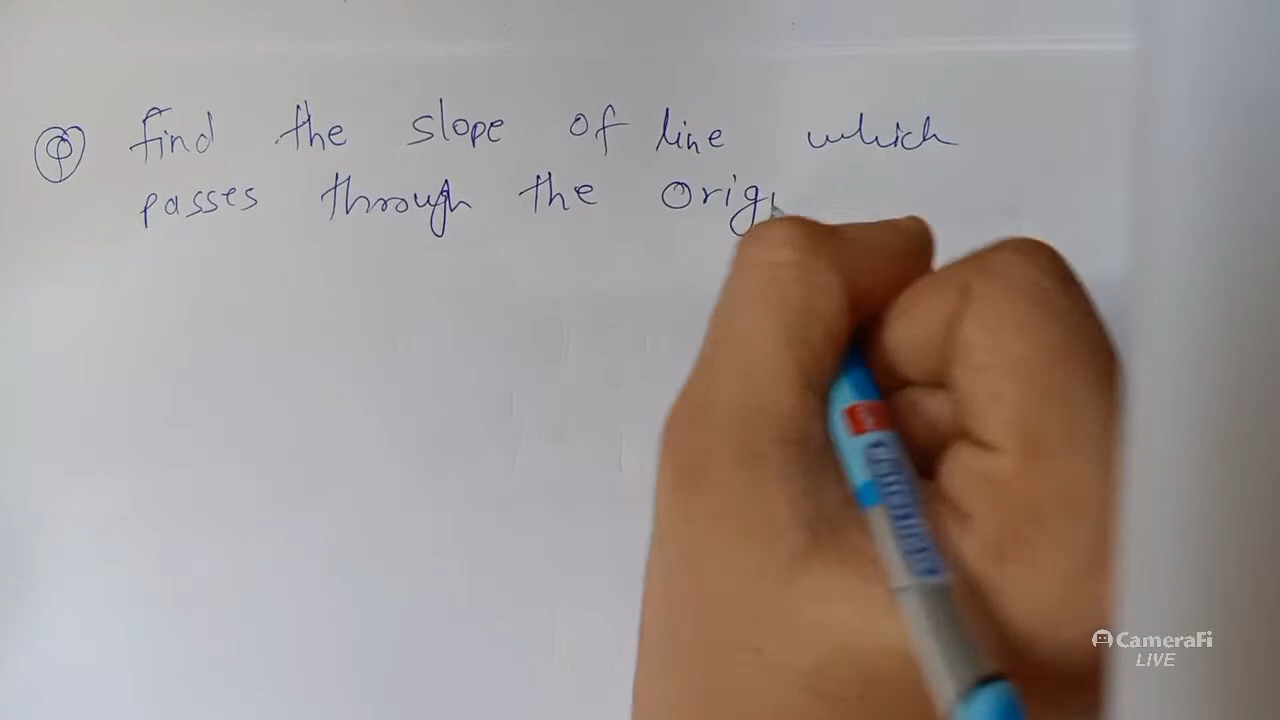 Q find the slope of line which
passes through the Orig
CameraFi
LIVE